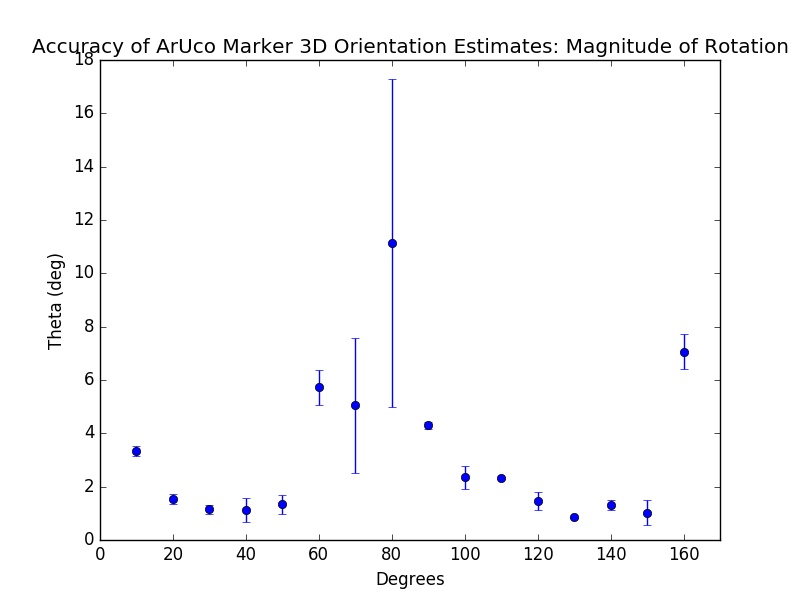 Accuracy of ArUco Marker 3D Orientation Estimates: Magnitude of Rotation
18
16
14
12
10
8
6
4
2
0
Theta (deg)
0 20 40 60 80 100 120 140 160
Degrees